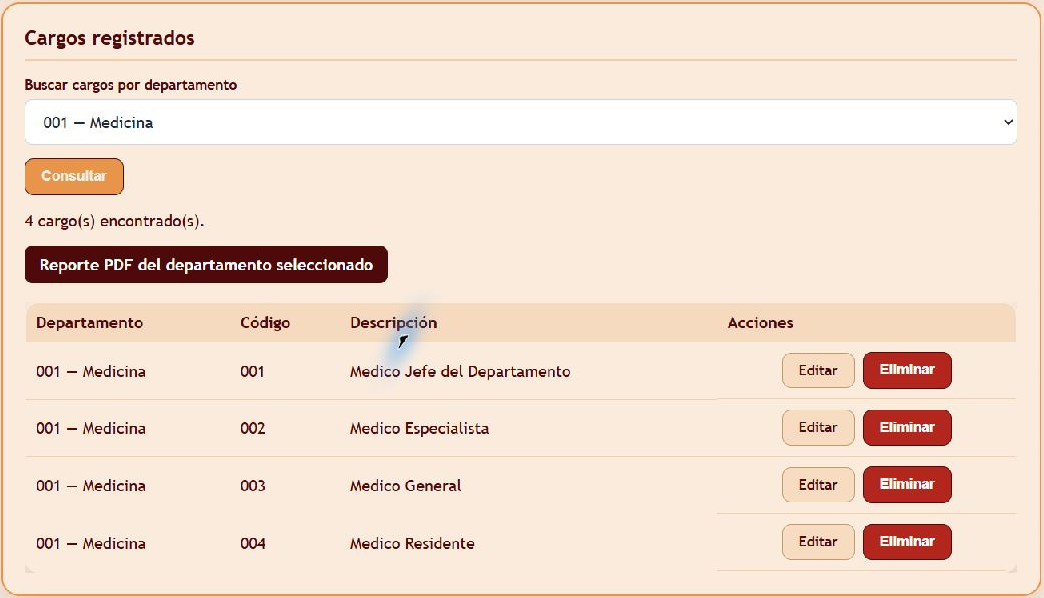 Cargos registrados
Buscar cargos por departamento
001 — Medicina
Consultar
4 cargo(s) encontrado(s).
Reporte PDF del departamento seleccionado
Departamento Código Descripción Acciones
001 — Medicina 001 Medico Jefe del Departamento Editar Eliminar
001 — Medicina 002 Medico Especialista Editar Eliminar
001 — Medicina 003 Medico General Editar Eliminar
001 — Medicina 004 Medico Residente Editar Eliminar